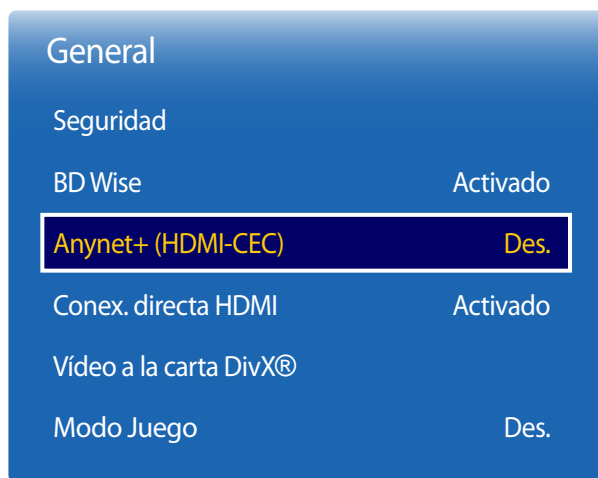 General
Seguridad
BD Wise Activado
Anynet+ (HDMI-CEC) Des.
Conex. directa HDMI Activado
Vídeo a la carta DivX®
Modo Juego Des.